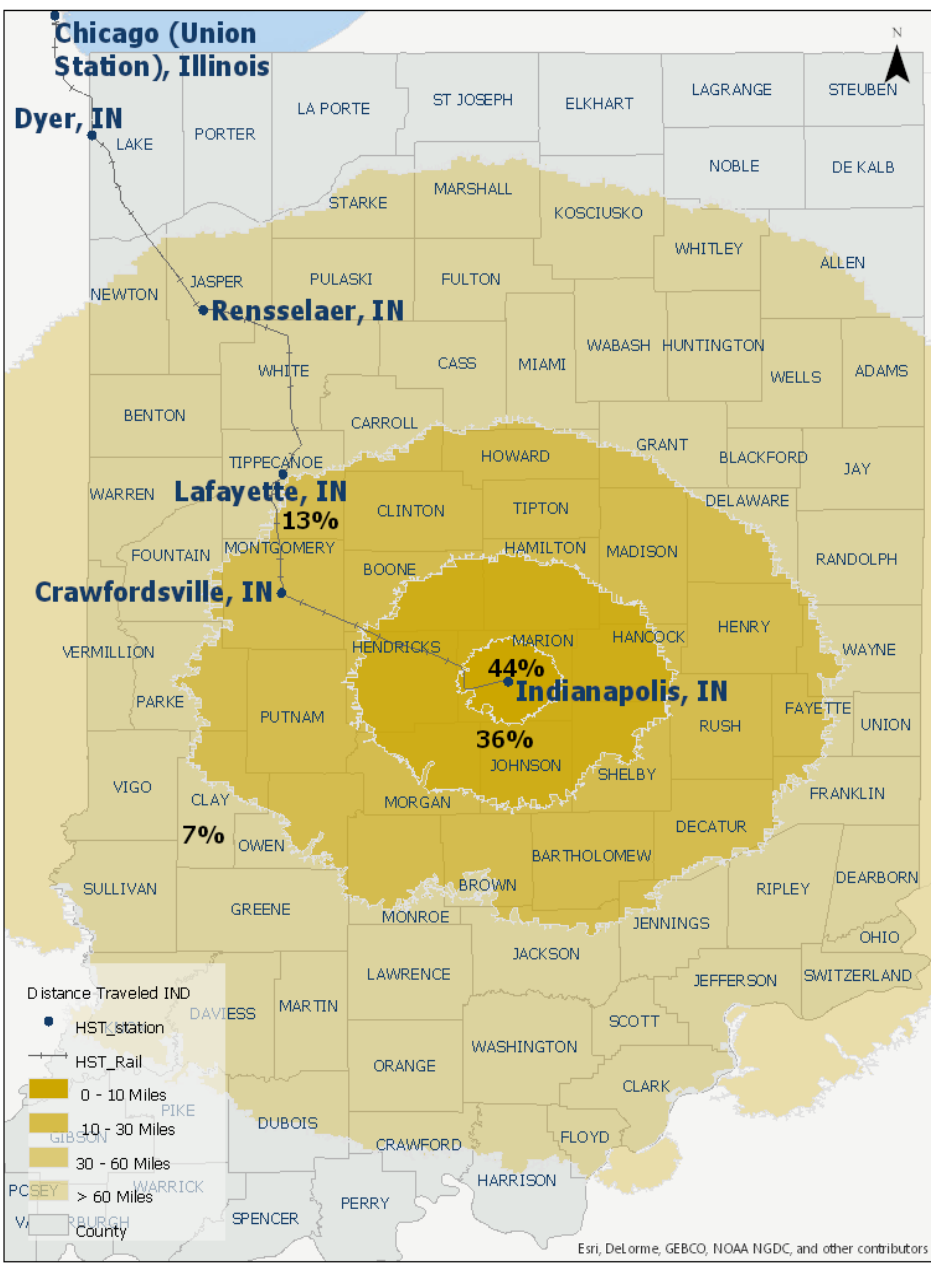 Chicago (Union
Station), Illinois
N
ST JOSEPH
LAGRANGE
STEUBEN
LA PORTE
ELKHART
Dyer, IN
LAKE
PORTER
NOBLE
DE KALB
MARSHALL
STARKE
KOSCIUSKO
WHITLEY
ALLEN
JASPER
PULASKI
FULTON
NEWTON
Rensselaer, IN
WABASH
HUNTINGTON
WHITE
CASS
MIAMI
WELLS
ADAMS
BENTON
CARROLL
GRANT
BLACKFORD
JAY
TIPPECANOE
HOWARD
WARREN
Lafayette, IN
DELAWARE
13%
CLINTON
TIPTON
FOUNTAIN
MONTGOMERY
HAMILTON
MADISON
RANDOLPH
BOONE
Crawfordsville, IN
HENRY
VERMILLION
HENDRICKS
MARION
HANCOCK
WAYNE
44%
Indianapolis, IN
PARKE
PUTNAM
FAYETTE
UNION
RUSH
36%
JOHNSON
SHELBY
VIGO
CLAY
MORGAN
FRANKLIN
7%
OWEN
DECATUR
BARTHOLOMEW
SULLIVAN
BROWN
RIPLEY
DEARBORN
GREENE
MONROE
JENNINGS
OHIO
JACKSON
LAWRENCE
JEFFERSON
SWITZERLAND
Distance Traveled IND
DAVIESS
MARTIN
SCOTT
HST_station
HST_Rail
WASHINGTON
ORANGE
CLARK
0 - 10 Miles
PIKE
10 - 30 Miles
GIBSON
DUBOIS
CRAWFORD
FLOYD
30 - 60 Miles
HARRISON
POSEY
WARRICK
> 60 Miles
PERRY
SPENCER
County
Esri, DeLorme, GEBCO, NOAA NGDC, and other contributors